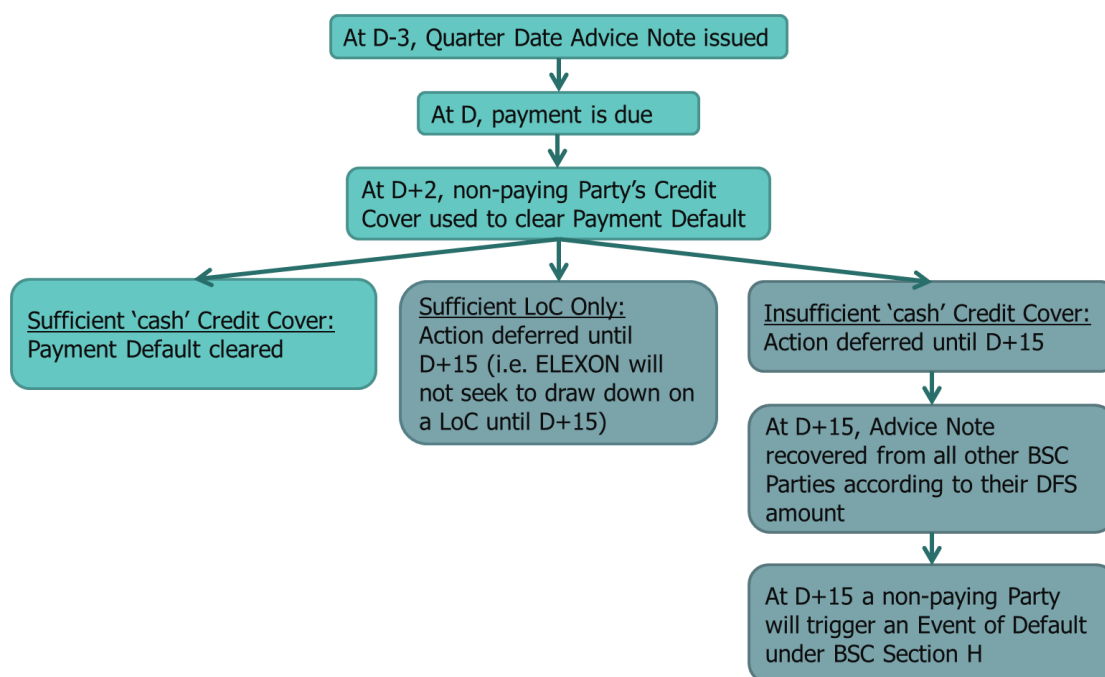 At D-3, Quarter Date Advice Note issued
At D, payment is due
At D+2, non-paying Party’s Credit
Cover used to clear Payment Default
Sufficient ‘cash’ Credit Cover:
Payment Default cleared
Sufficient LoC Only:
Action deferred until
D+15 (i.e. ELEXON will
not seek to draw down on
a LoC until D+15)
Insufficient ‘cash’ Credit Cover:
Action deferred until D+15
At D+15, Advice Note
recovered from all other BSC
Parties according to their DFS
amount
At D+15 a non-paying Party
will trigger an Event of Default
under BSC Section H